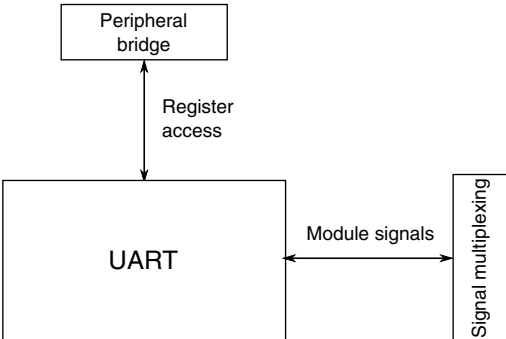 Peripheral
bridge
Register
access
UART
Module signals
Signal multiplexing